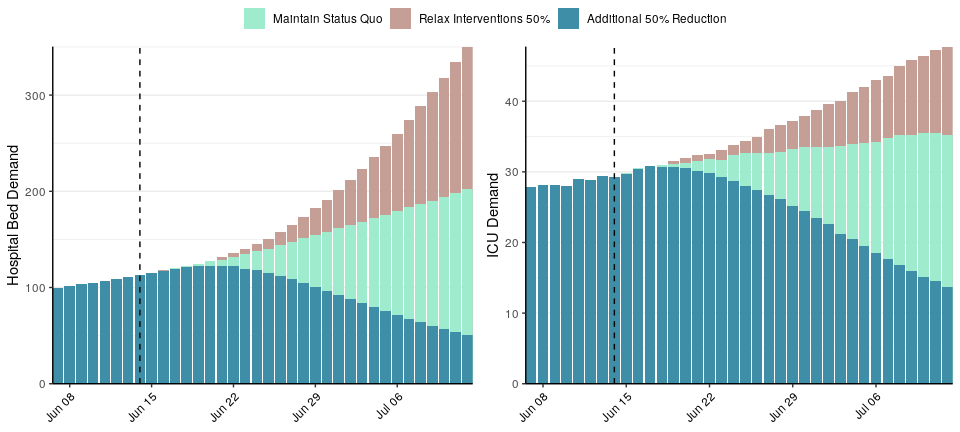 Maintain Status Quo Relax Interventions 50% Additional 50% Reduction
Hospital Bed Demand
300
200
100
0
Jun 08 Jun 15 Jun 22 Jun 29 Jul 06
ICU Demand
40
30
20
10
0
Jun 08 Jun 15 Jun 22 Jun 29 Jul 06